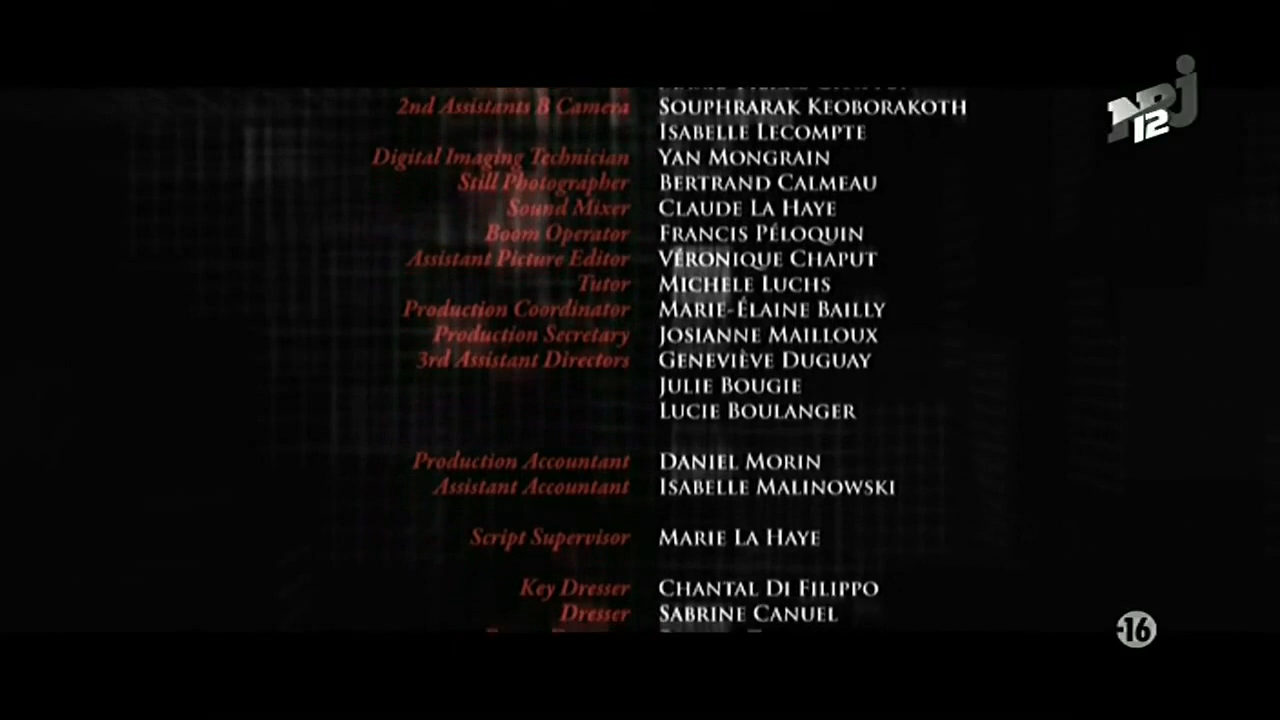 2nd Assistants B Camera SOUPHRARAK KEOBORAKOTH
ISABELLE LECOMPTE
Digital Imaging Technician YAN MONGRAIN
Still Photographer BERTRAND CALMEAU
Sound Mixer CLAUDE LA HAYE
Boom Operator FRANCIS PÉLOQUIN
Assistant Picture Editor VÉRONIQUE CHAPUT
Tutor MICHELE LUCHS
Production Coordinator MARIE-ÉLAINE BAILLY
Production Secretary JOSIANNE MAILLOUX
3rd Assistant Directors GENEVIÈVE DUGUAY
JULIE BOUGIE
LUCIE BOULANGER
Production Accountant DANIEL MORIN
Assistant Accountant ISABELLE MALINOWSKI
Script Supervisor MARIE LA HAYE
Key Dresser CHANTAL DI FILIPPO
Dresser SABRINE CANUEL
NRJ
12
-16